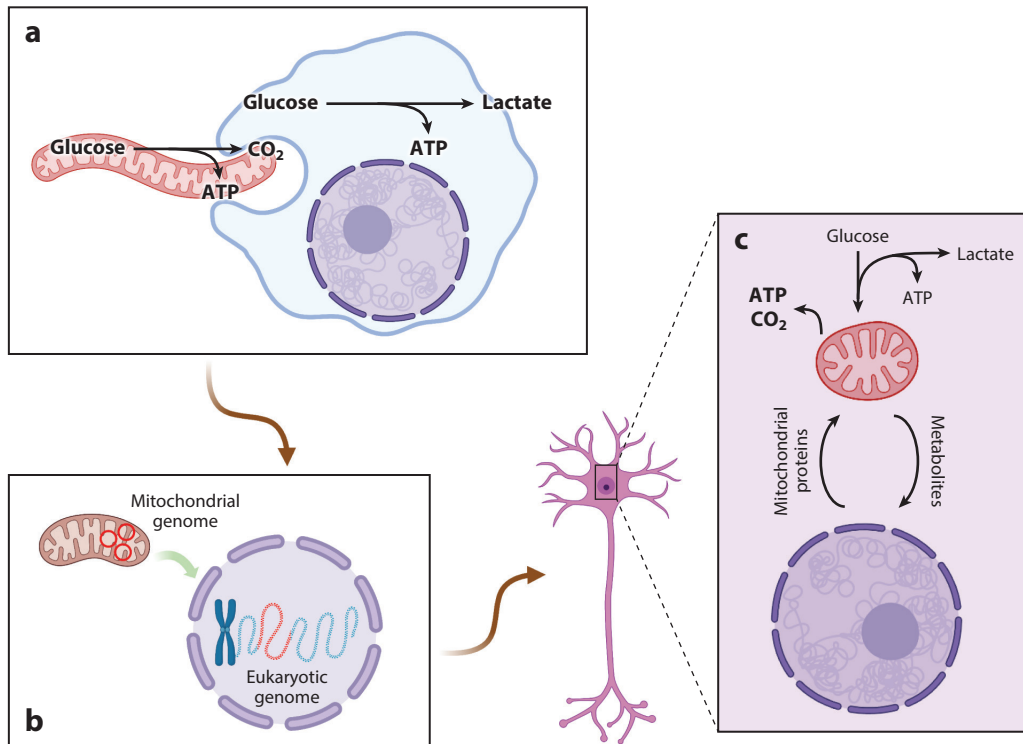 a
Glucose
Lactate
ATP
Glucose
CO₂
ATP
b
Mitochondrial
genome
Eukaryotic
genome
c
Glucose
Lactate
ATP
ATP
CO₂
Mitochondrial
proteins
Metabolites